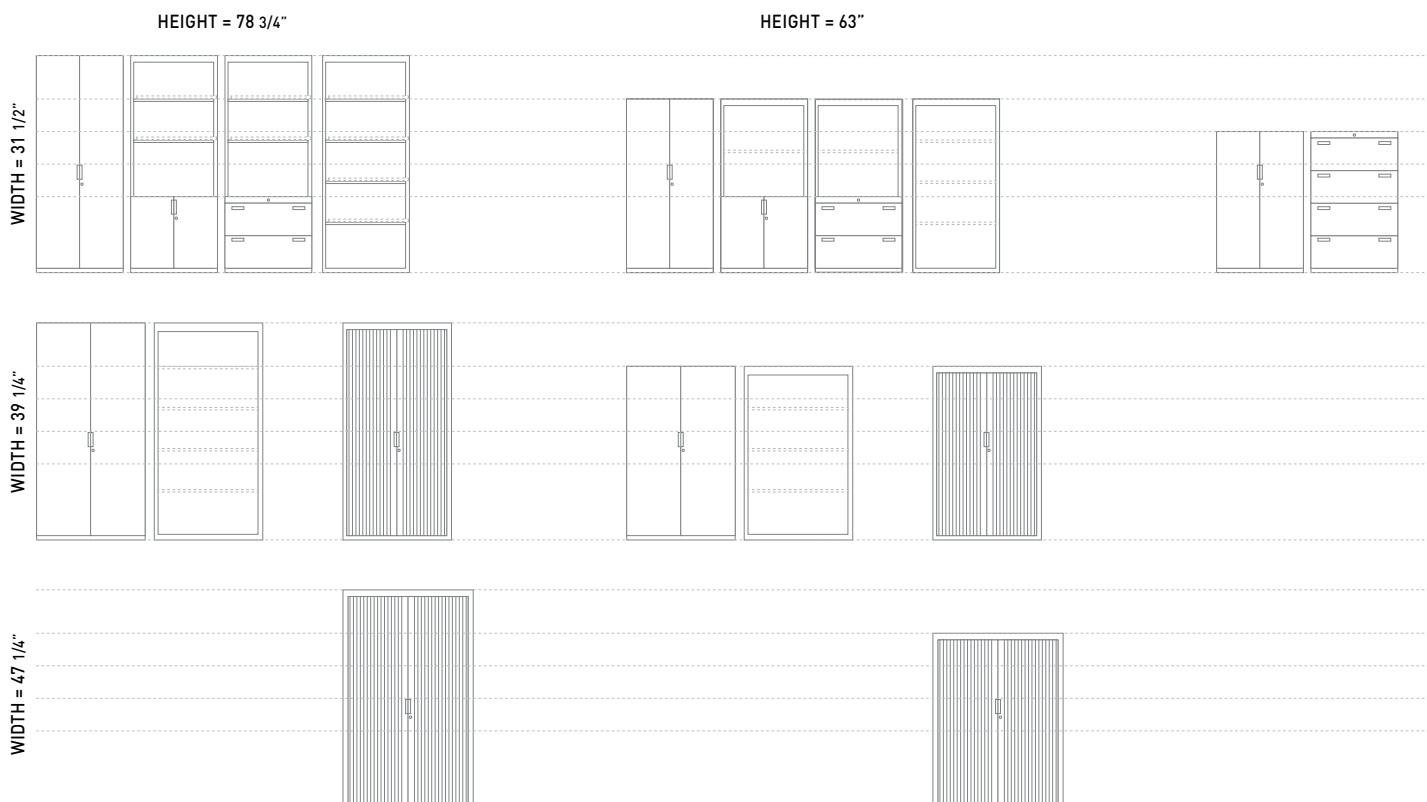 HEIGHT = 78 3/4”
HEIGHT = 63”
WIDTH = 31 1/2”
WIDTH = 39 1/4”
WIDTH = 47 1/4”